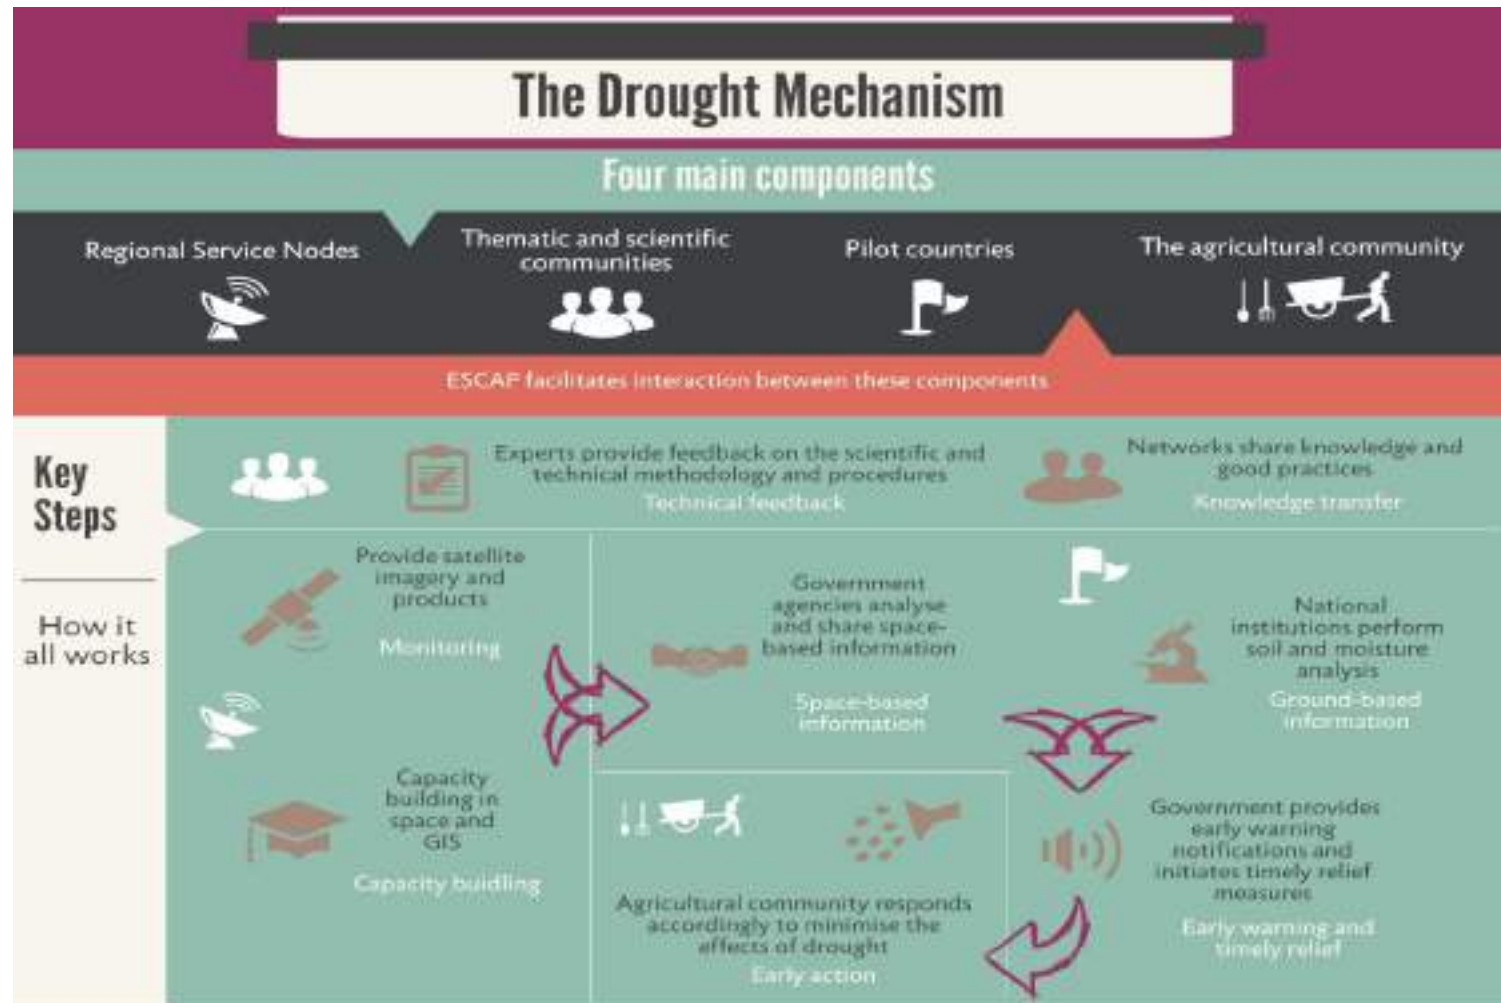 The Drought Mechanism
Four main components
Regional Service Nodes
Thematic and scientific
communities
Pilot countries
The agricultural community
ESCAP facilitates interaction between these components
Key
Steps
How it
all works
Experts provide feedback on the scientific and
technical methodology and procedures
Technical feedback
Networks share knowledge and
good practices
Knowledge transfer
Provide satellite
imagery and
products
Monitoring
Capacity
building in
space and
GIS
Capacity buidling
Government
agencies analyse
and share space-
based information
Space-based
information
National
institutions perform
soil and moisture
analysis
Ground-based
information
Government provides
early warning
notifications and
initiates timely relief
measures
Early warning and
timely relief
Agricultural community responds
accordingly to minimise the
effects of drought
Early action